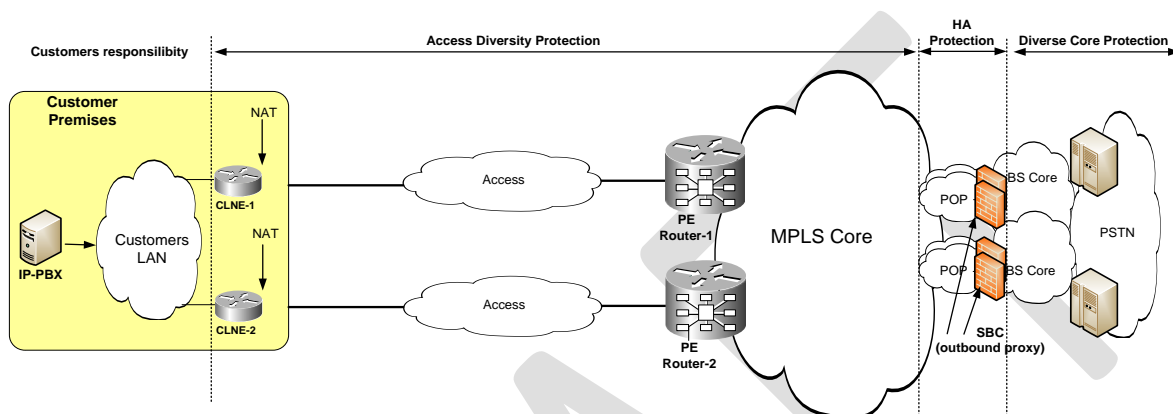 Customers responsilibity
Access Diversity Protection
HA
Protection
Diverse Core Protection
Customer
Premises
NAT
CLNE-1
Access
PE
Router-1
IP-PBX
Customers
LAN
NAT
CLNE-2
Access
PE
Router-2
MPLS Core
POP
BS Core
POP
BS Core
PSTN
SBC
(outbound proxy)